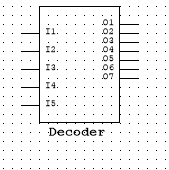 .O1
I1. .O2
.O3
I2. .O4
.O5
I3. .O6
.O7
I4.
I5.
Decoder